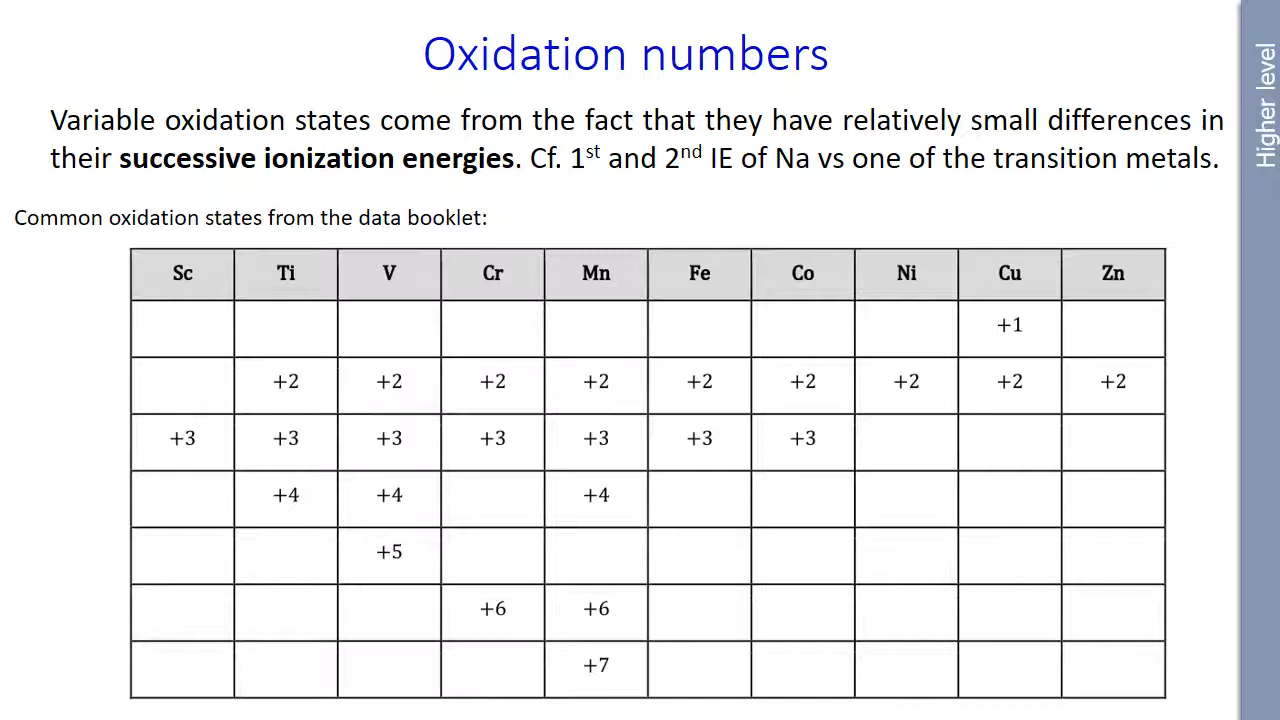 Oxidation numbers
Variable oxidation states come from the fact that they have relatively small differences in
their successive ionization energies. Cf. 1st and 2nd IE of Na vs one of the transition metals.
Common oxidation states from the data booklet:
Sc Ti V Cr Mn Fe Co Ni Cu Zn
+1
+2 +2 +2 +2 +2 +2 +2 +2 +2
+3 +3 +3 +3 +3 +3 +3
+4 +4 +4
+5
+6 +6
+7
Higher level